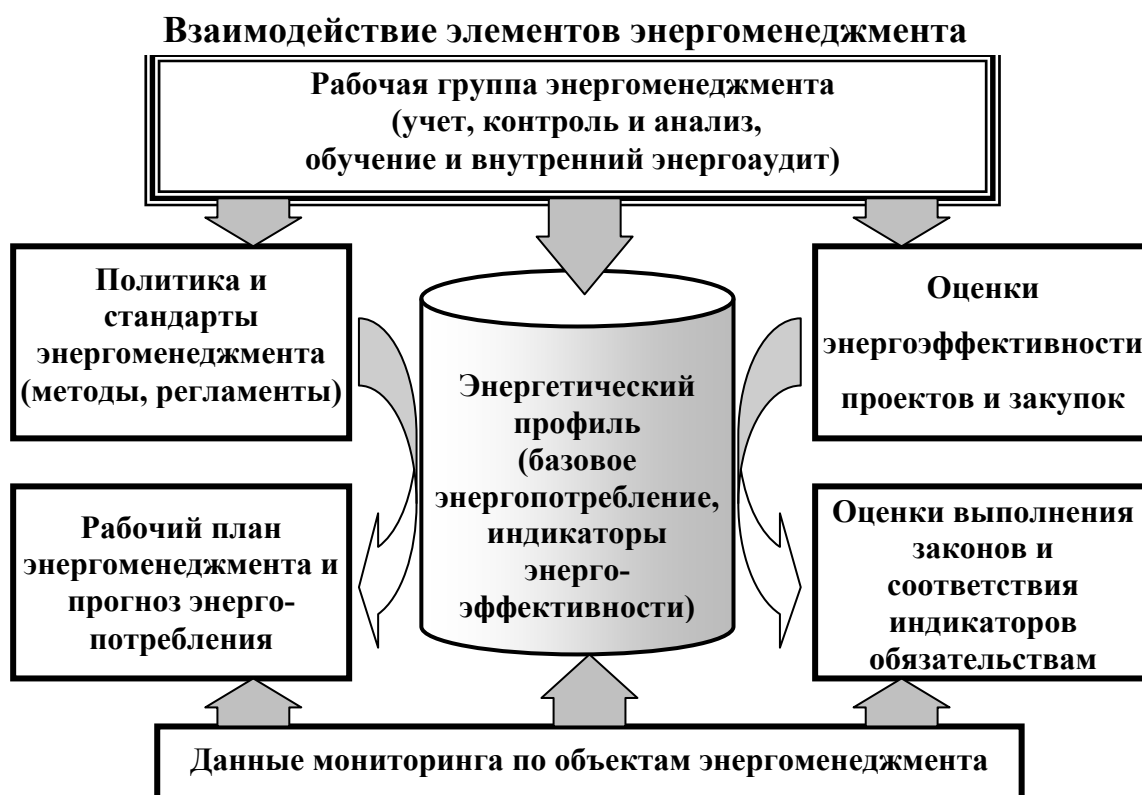 Взаимодействие элементов энергоменеджмента
Рабочая группа энергоменеджмента
(учет, контроль и анализ,
обучение и внутренний энергоаудит)
Политика и
стандарты
энергоменеджмента
(методы, регламенты)
Энергетический
профиль
(базовое
энергопотребление,
индикаторы
энерго-
эффективности)
Оценки
энергоэффективности
проектов и закупок
Рабочий план
энергоменеджмента и
прогноз энерго-
потребления
Оценки выполнения
законов и
соответствия
индикаторов
обязательствам
Данные мониторинга по объектам энергоменеджмента